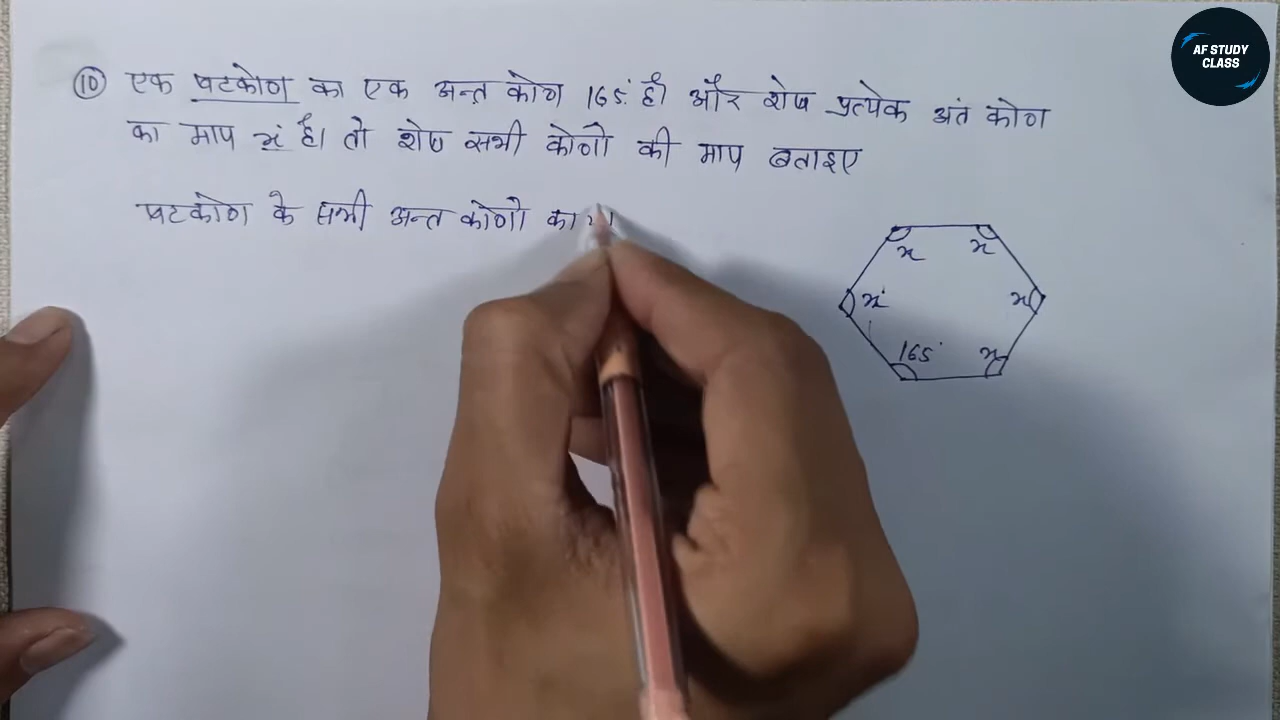 AF STUDY
CLASS
10 एक षटकोण का एक अन्त कोण 165° है। और शेष प्रत्येक अंत कोण
का माप x° है। तो शेष सभी कोणों की माप बताइए
षटकोण के सभी अन्त कोणों का
x x
x° x
165° x